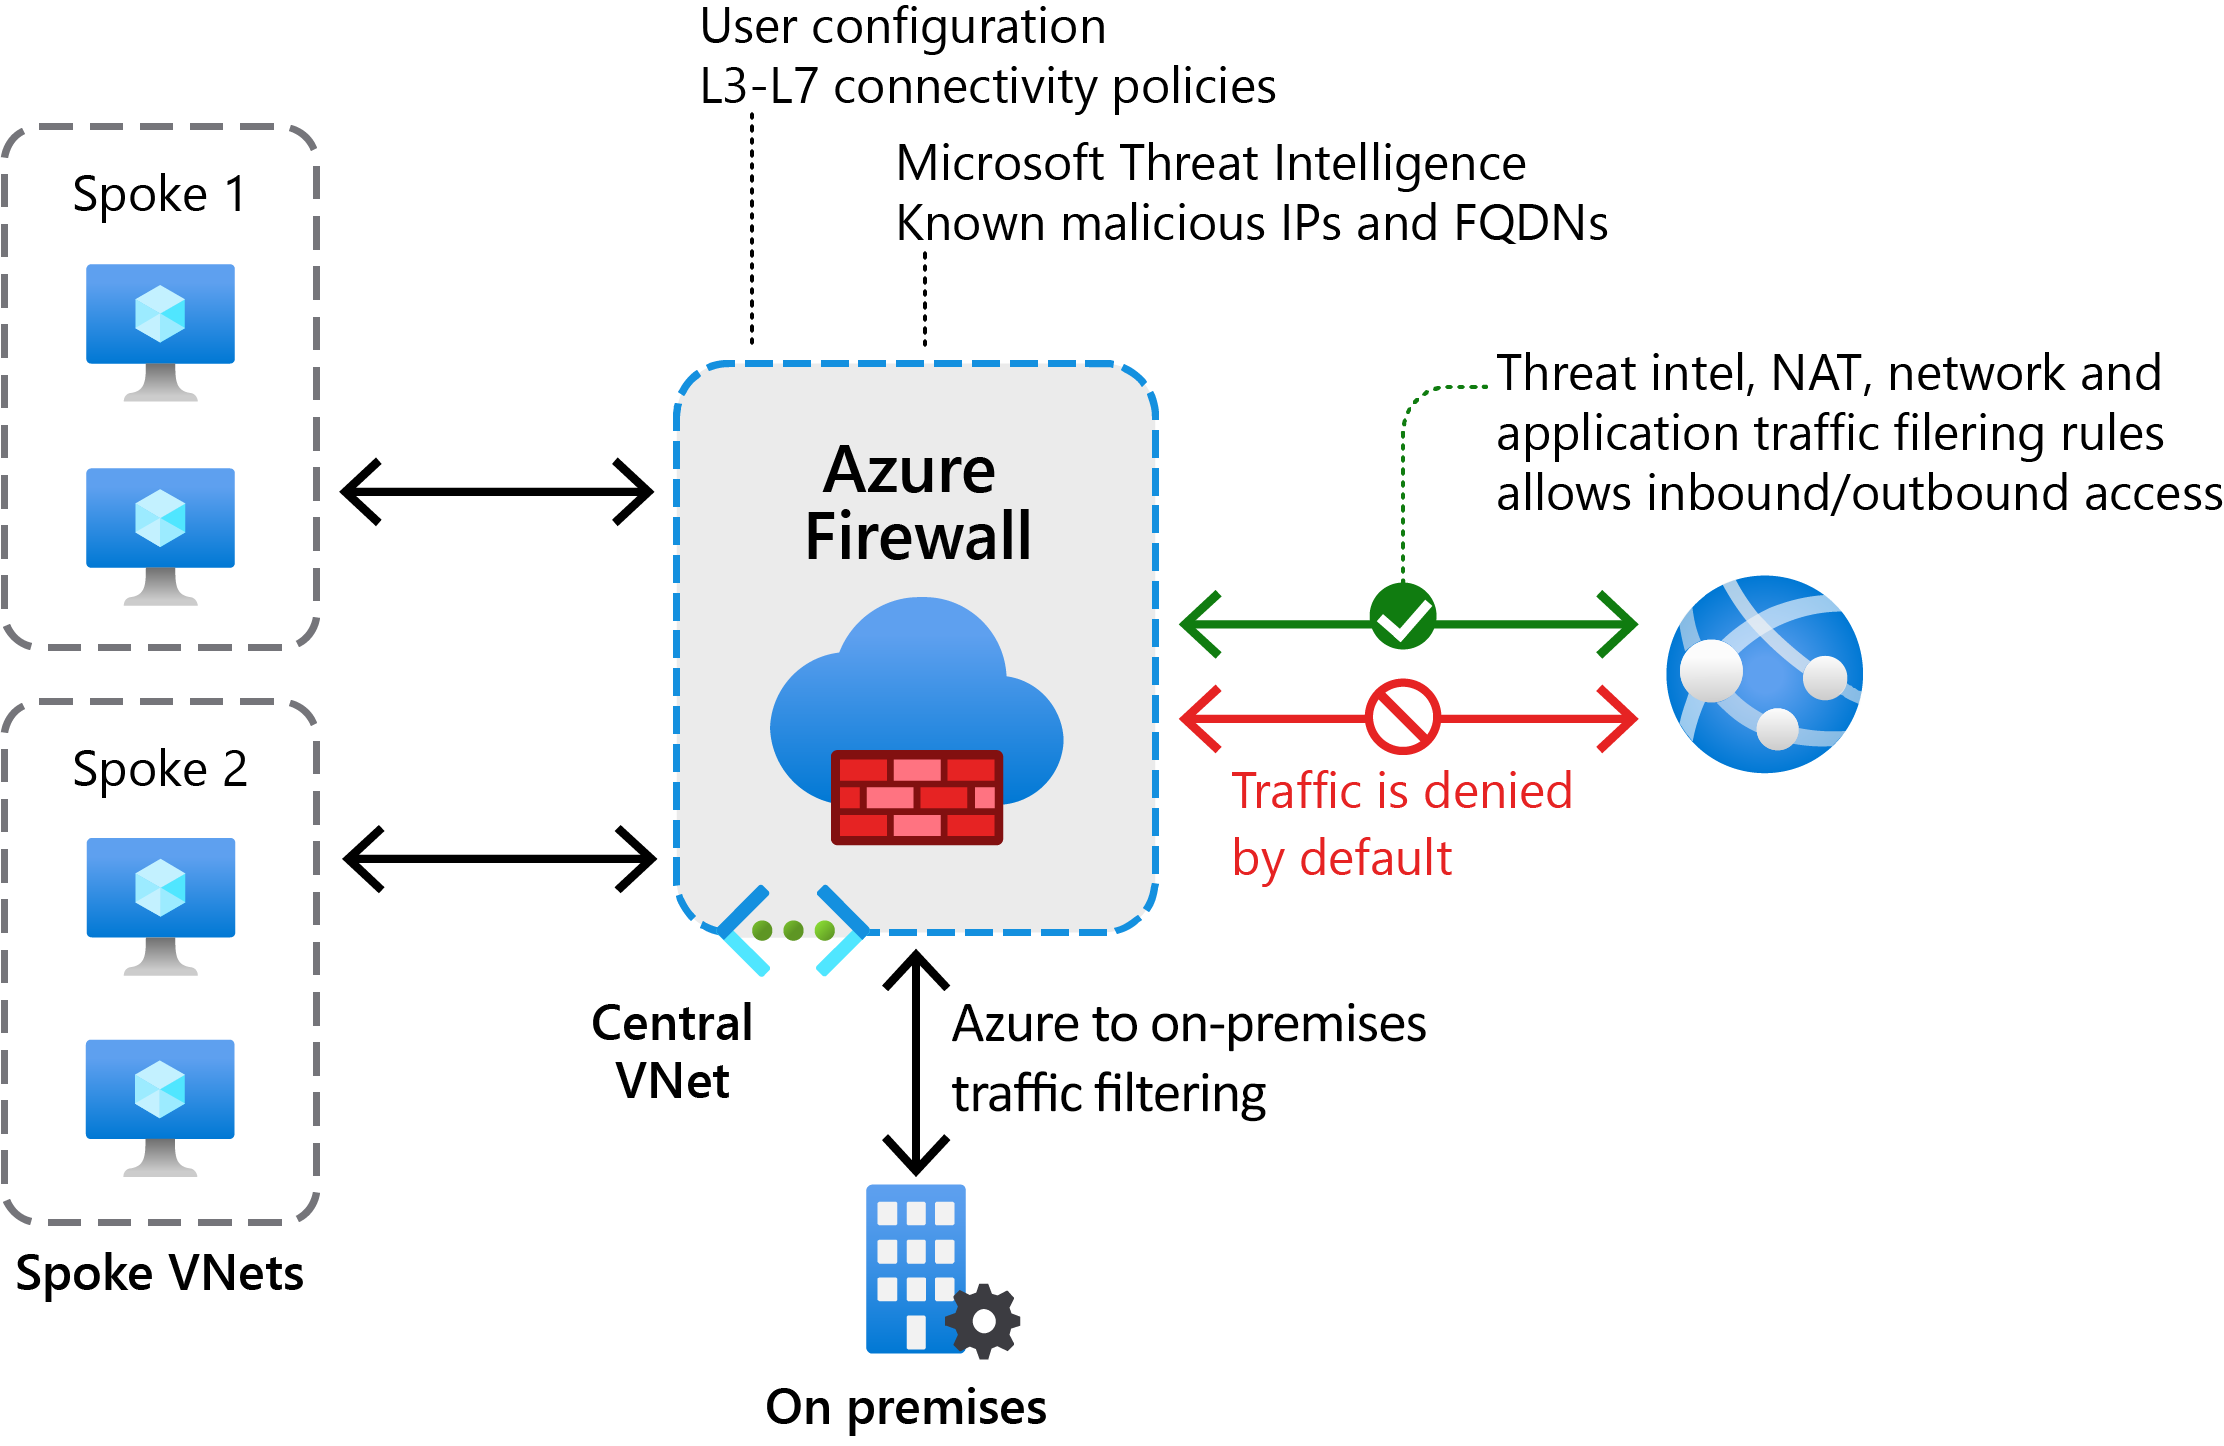 User configuration
L3-L7 connectivity policies
Microsoft Threat Intelligence
Known malicious IPs and FQDNs
Spoke 1
Threat intel, NAT, network and
application traffic filering rules
allows inbound/outbound access
Azure
Firewall
Spoke 2
Traffic is denied
by default
Central
VNet
Azure to on-premises
traffic filtering
Spoke VNets
On premises